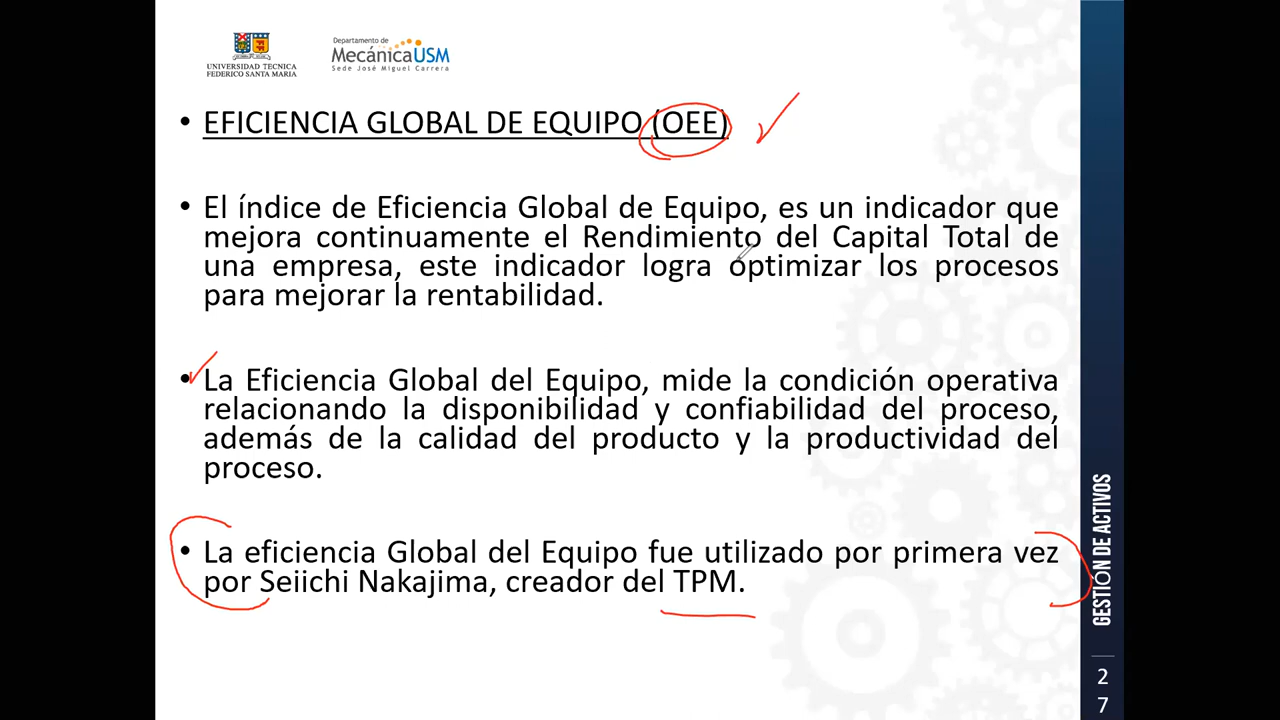 UNIVERSIDAD TECNICA
FEDERICO SANTA MARIA
Departamento de
MecánicaUSM
Sede José Miguel Carrera
• EFICIENCIA GLOBAL DE EQUIPO (OEE)
• El índice de Eficiencia Global de Equipo, es un indicador que
mejora continuamente el Rendimiento del Capital Total de
una empresa, este indicador logra optimizar los procesos
para mejorar la rentabilidad.
• La Eficiencia Global del Equipo, mide la condición operativa
relacionando la disponibilidad y confiabilidad del proceso,
además de la calidad del producto y la productividad del
proceso.
• La eficiencia Global del Equipo fue utilizado por primera vez
por Seiichi Nakajima, creador del TPM.
GESTIÓN DE ACTIVOS
2
7